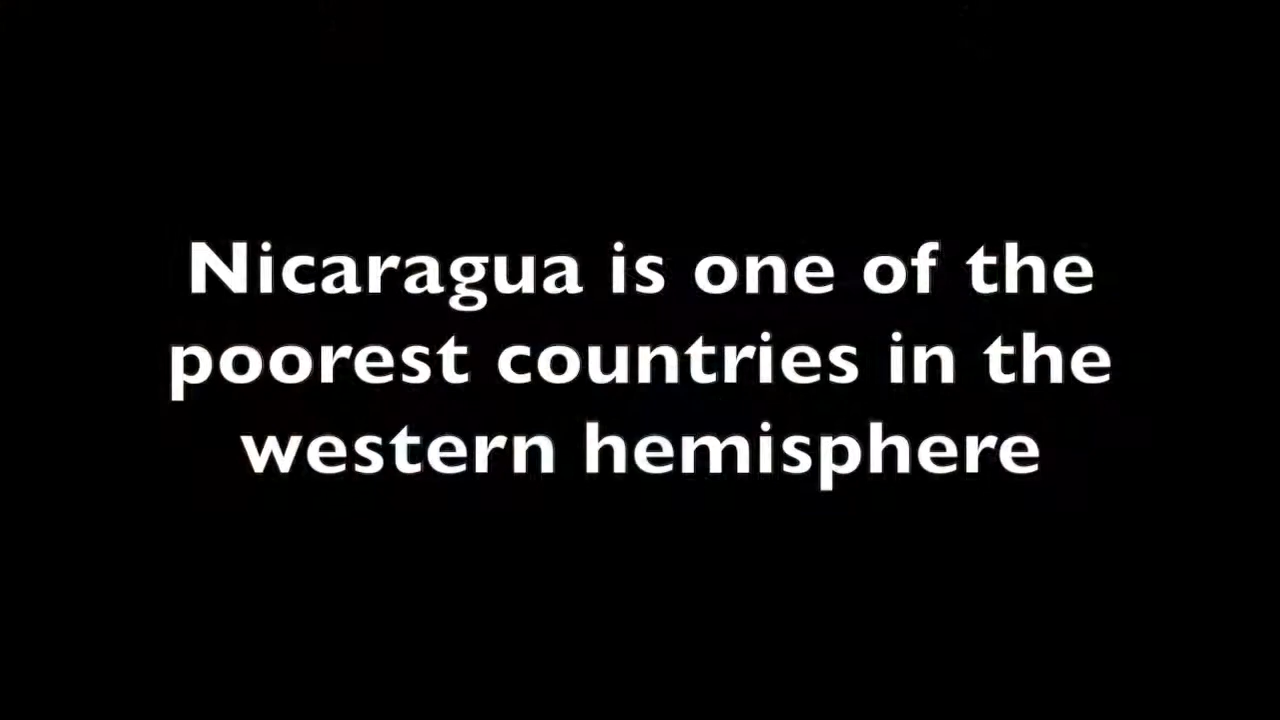 Nicaragua is one of the
poorest countries in the
western hemisphere